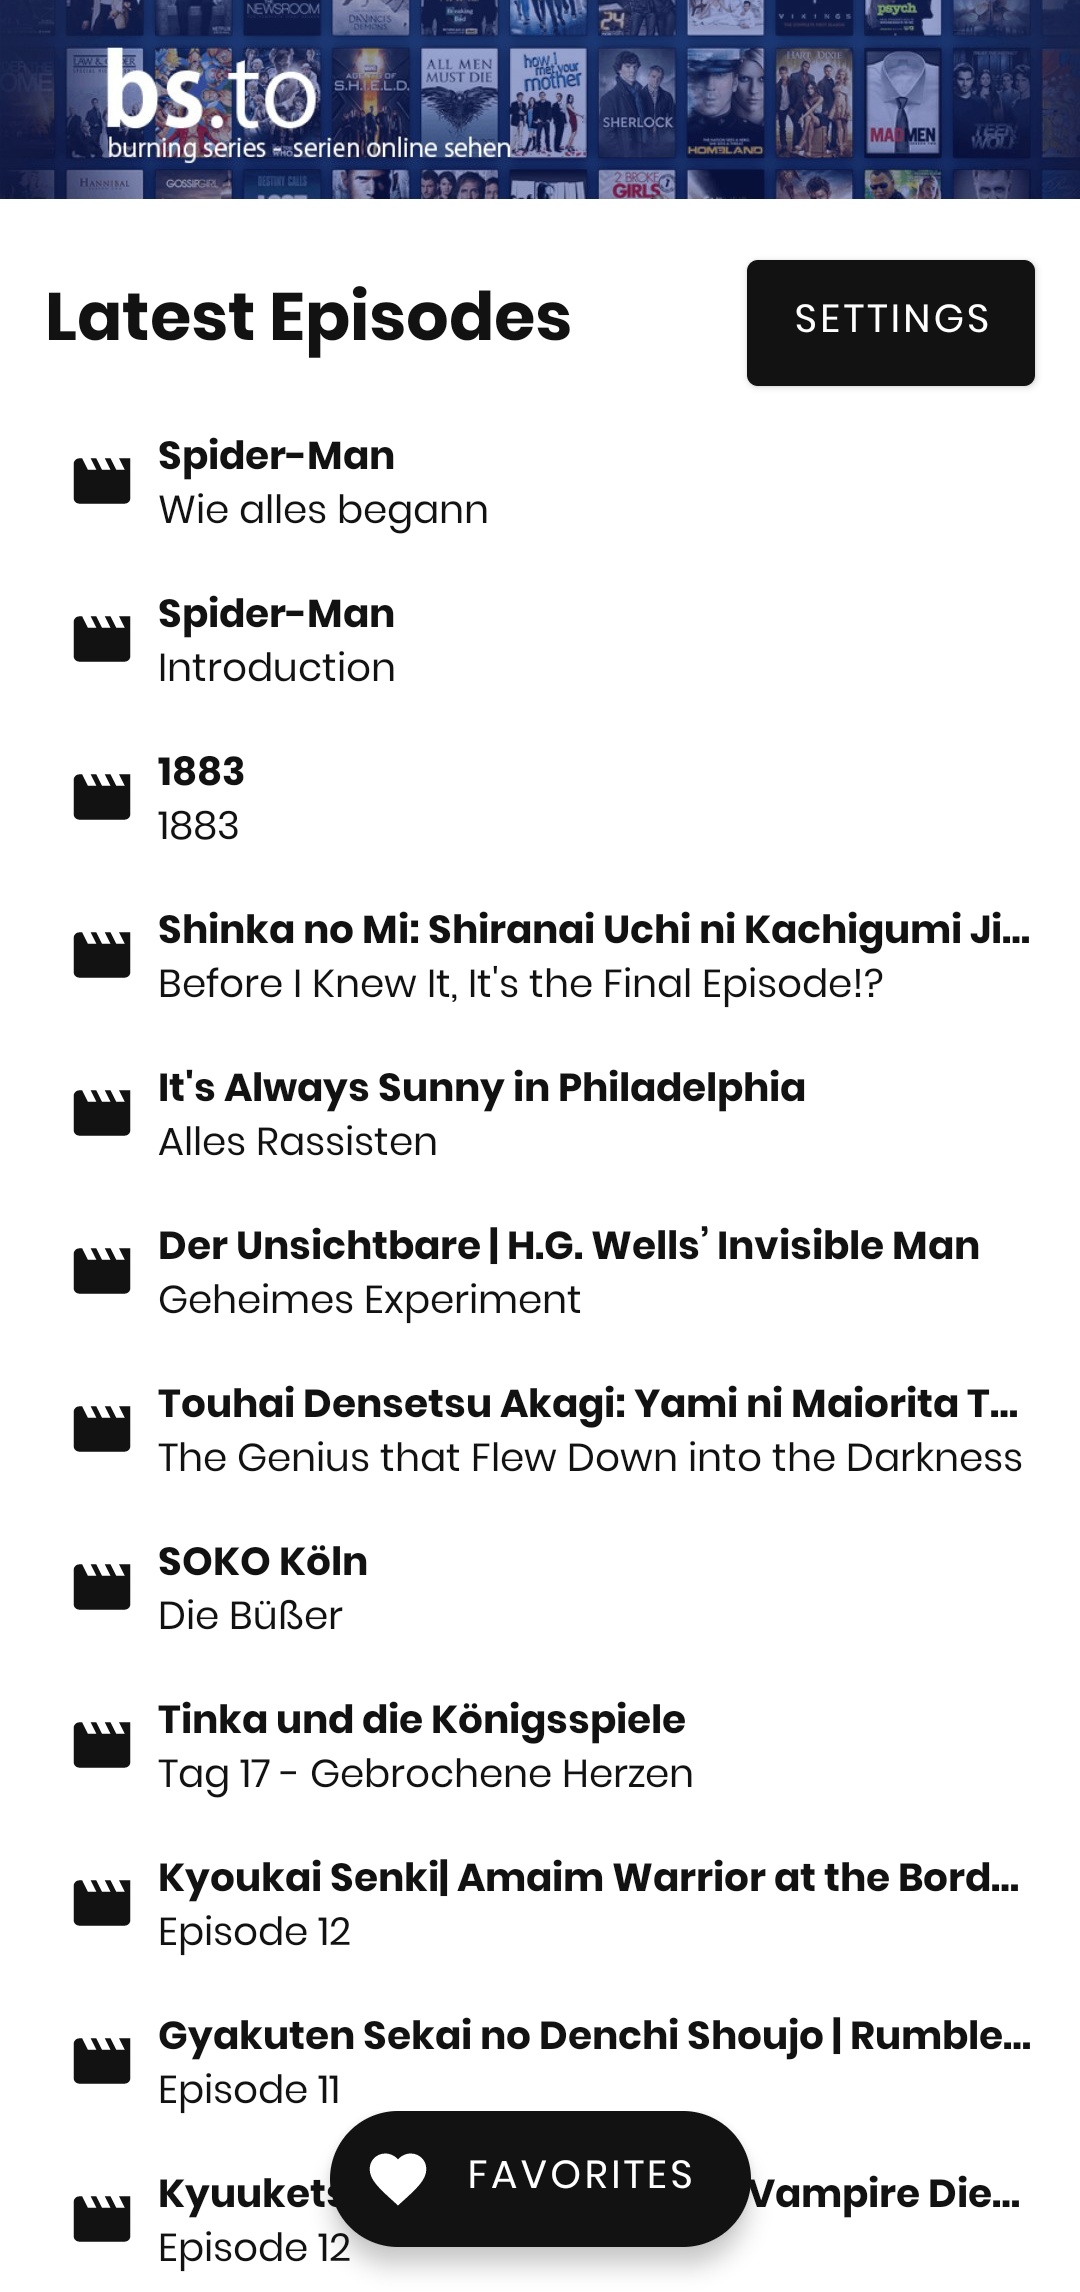 NEWSROOM
DAVINCI'S
DEMONS
24
VIKINGS
psych
LAW & ORDER
bs.to
AGENTS OF
S.H.I.E.L.D.
ALL MEN
MUST DIE
how i
met your
mother
SHERLOCK
HOMELAND
HART OF DIXIE
MAD MEN
TEEN
WOLF
burning series - serien online sehen
HANNIBAL
GOSSIP GIRL
DESTINY CALLS
2 BROKE
GIRLS
Latest Episodes
SETTINGS
Spider-Man
Wie alles begann
Spider-Man
Introduction
1883
1883
Shinka no Mi: Shiranai Uchi ni Kachigumi Ji...
Before I Knew It, It's the Final Episode!?
It's Always Sunny in Philadelphia
Alles Rassisten
Der Unsichtbare | H.G. Wells’ Invisible Man
Geheimes Experiment
Touhai Densetsu Akagi: Yami ni Maiorita T...
The Genius that Flew Down into the Darkness
SOKO Köln
Die Büßer
Tinka und die Königsspiele
Tag 17 - Gebrochene Herzen
Kyoukai Senki| Amaim Warrior at the Bord...
Episode 12
Gyakuten Sekai no Denchi Shoujo | Rumble...
Episode 11
FAVORITES
Kyuukets Vampire Die...
Episode 12